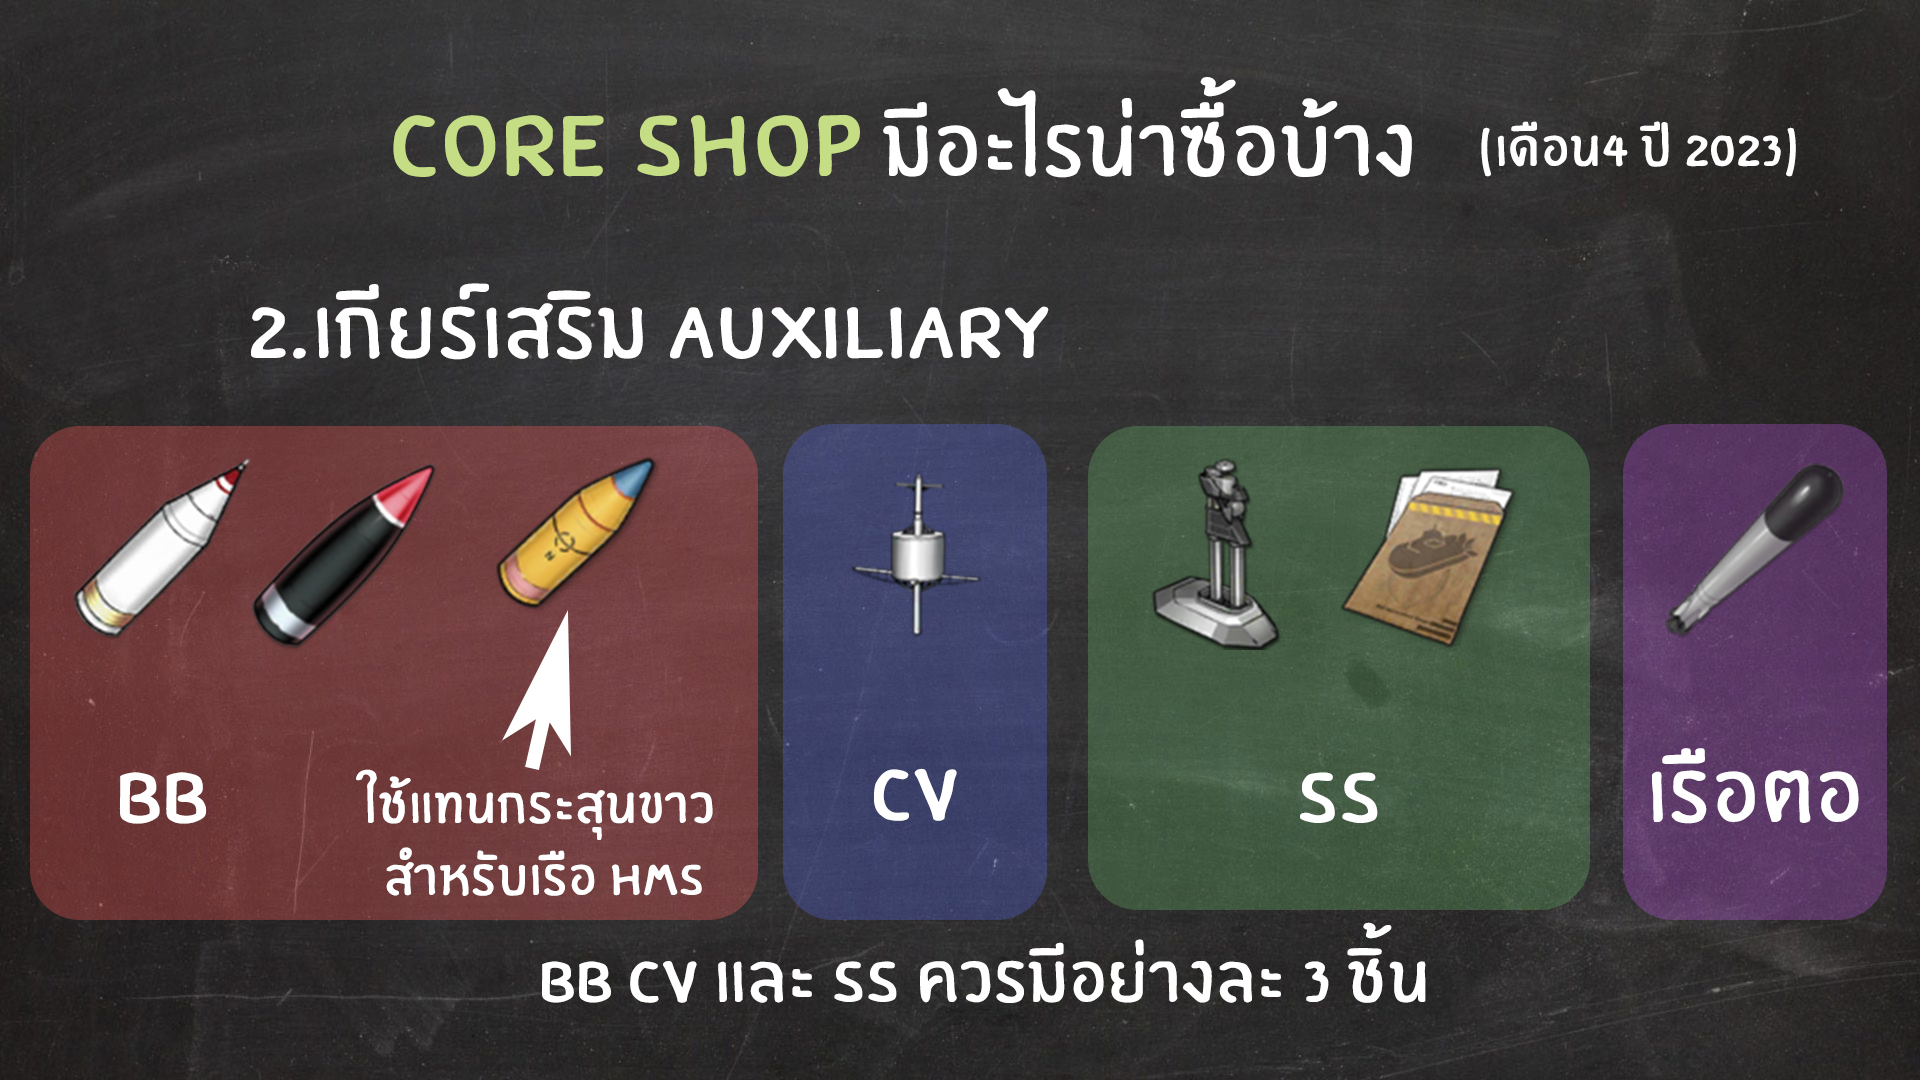 CORE SHOP มีอะไรน่าซื้อบ้าง (เดือน4 ปี 2023)
2.เกียร์เสริม AUXILIARY
BB
ใช้แทนกระสุนขาว
สำหรับเรือ HMS
CV
SS
เรือตอ
BB CV และ SS ควรมีอย่างละ 3 ชิ้น